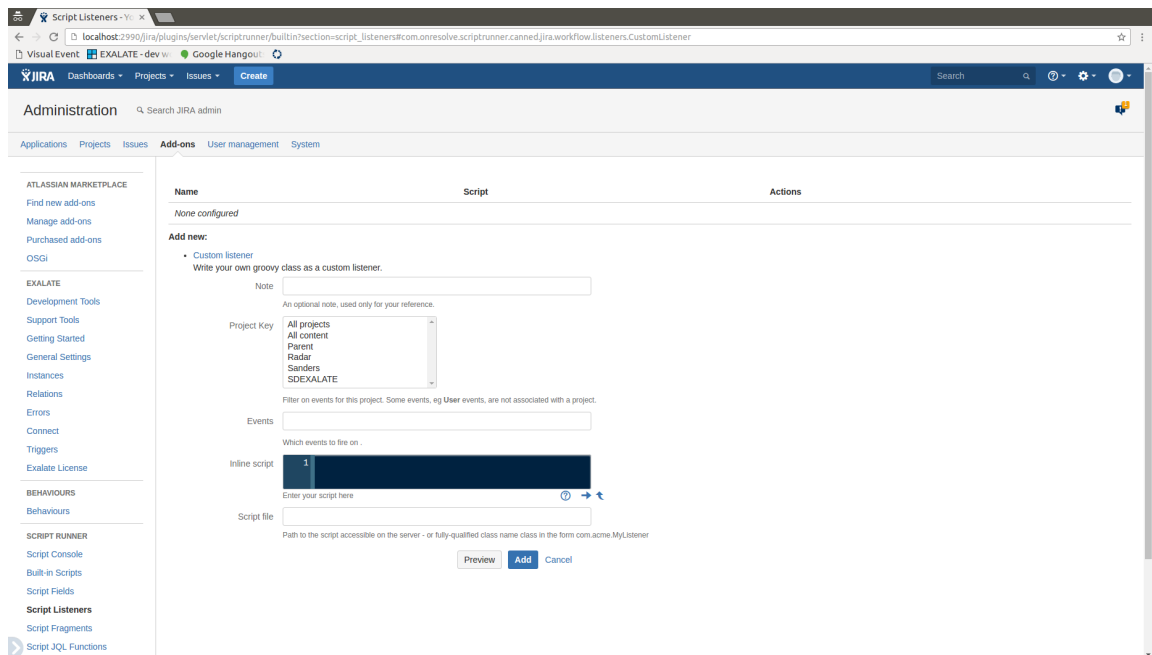 Script Listeners - Yo
localhost:2990/jira/plugins/servlet/scriptrunner/builtin?section=script_listeners#com.onresolve.scriptrunner.canned.jira.workflow.listeners.CustomListener
Visual Event EXALATE - dev w Google Hangout
JIRA Dashboards Projects Issues Create Search
Administration Search JIRA admin
Applications Projects Issues Add-ons User management System
ATLASSIAN MARKETPLACE
Find new add-ons
Manage add-ons
Purchased add-ons
OSGi
EXALATE
Development Tools
Support Tools
Getting Started
General Settings
Instances
Relations
Errors
Connect
Triggers
Exalate License
BEHAVIOURS
Behaviours
SCRIPT RUNNER
Script Console
Built-in Scripts
Script Fields
Script Listeners
Script Fragments
Script JQL Functions
Name Script Actions
None configured
Add new:
• Custom listener
Write your own groovy class as a custom listener.
Note
An optional note, used only for your reference.
Project Key
All projects
All content
Parent
Radar
Sanders
SDEXALATE
Filter on events for this project. Some events, eg User events, are not associated with a project.
Events
Which events to fire on .
Inline script
1
Enter your script here
Script file
Path to the script accessible on the server - or fully-qualified class name class in the form com.acme.MyListener
Preview Add Cancel